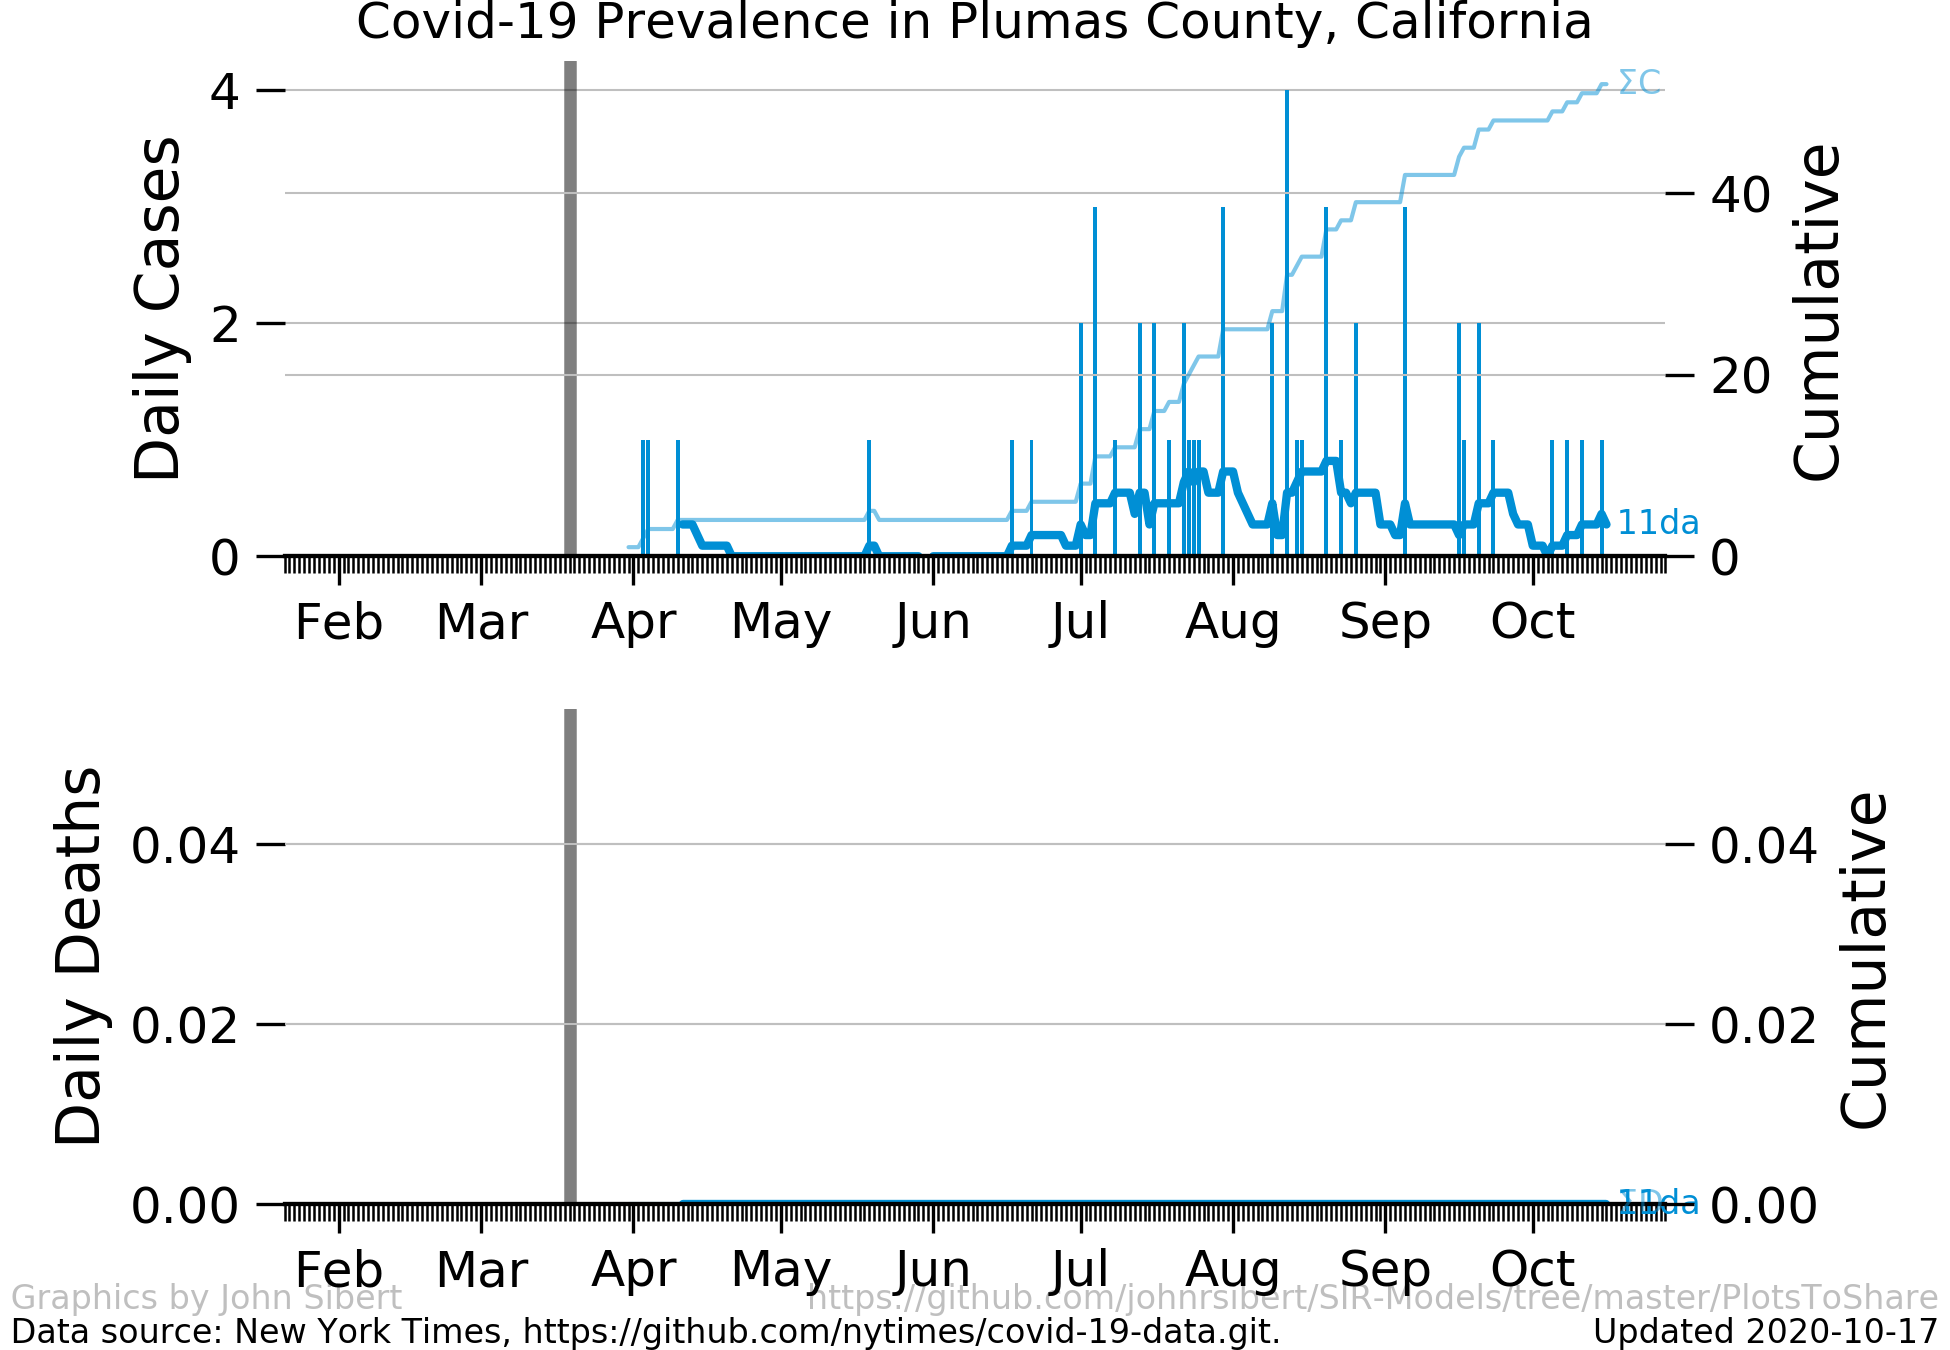 Covid-19 Prevalence in Plumas County, California
Daily Cases
4
2
0
ΣC
11da
40
20
0
Cumulative
Feb Mar Apr May Jun Jul Aug Sep Oct
Daily Deaths
0.04
0.02
0.00
ΣD
11da
0.04
0.02
0.00
Cumulative
Feb Mar Apr May Jun Jul Aug Sep Oct
Graphics by John Sibert https://github.com/johnrsibert/SIR-Models/tree/master/PlotsToShare
Data source: New York Times, https://github.com/nytimes/covid-19-data.git. Updated 2020-10-17